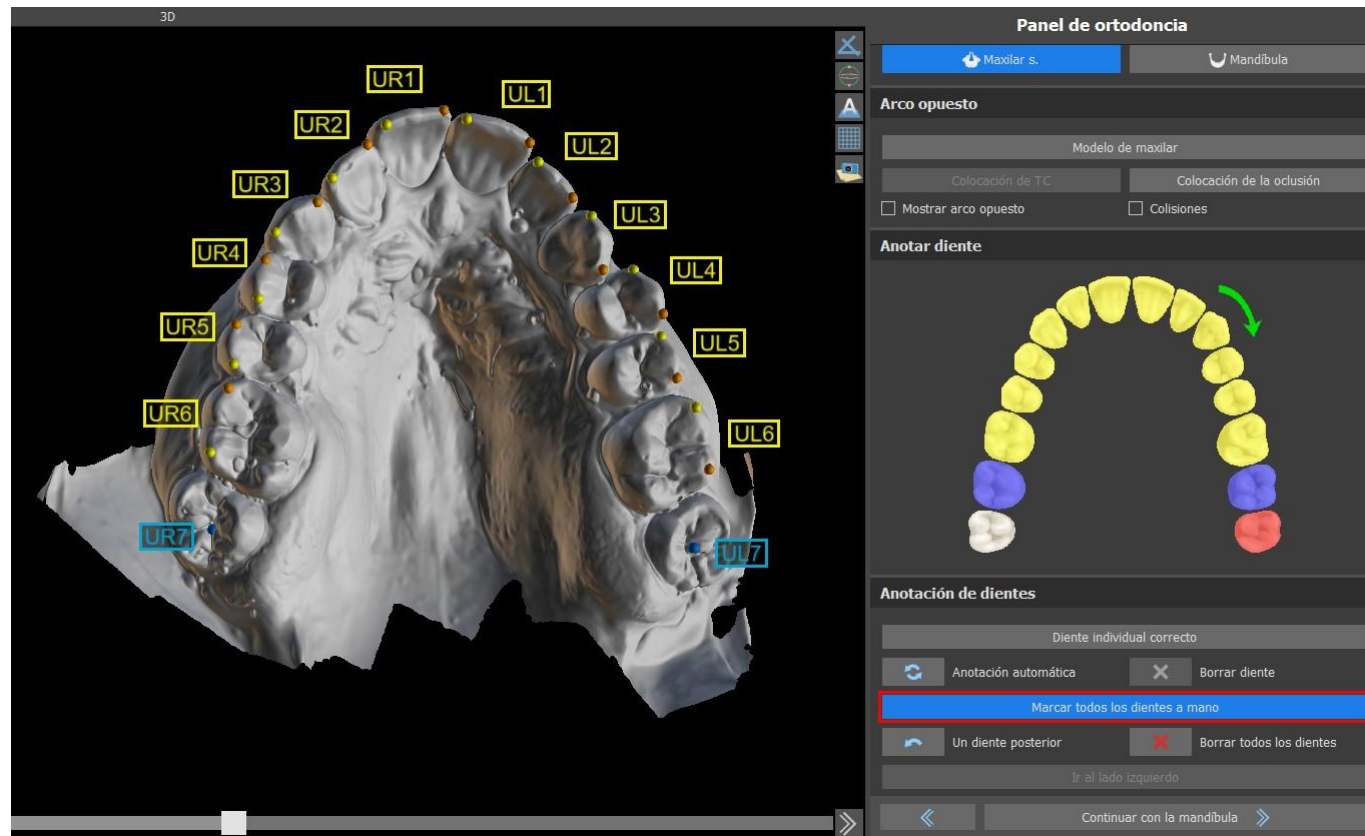 3D
UR1
UL1
UR2
UL2
UR3
UL3
UR4
UL4
UR5
UL5
UR6
UL6
UR7
UL7
Panel de ortodoncia
Maxilar s.
Mandíbula
Arco opuesto
Modelo de maxilar
Colocación de TC
Colocación de la oclusión
Mostrar arco opuesto
Colisiones
Anotar diente
Anotación de dientes
Diente individual correcto
Anotación automática
Borrar diente
Marcar todos los dientes a mano
Un diente posterior
Borrar todos los dientes
Ir al lado izquierdo
Continuar con la mandíbula